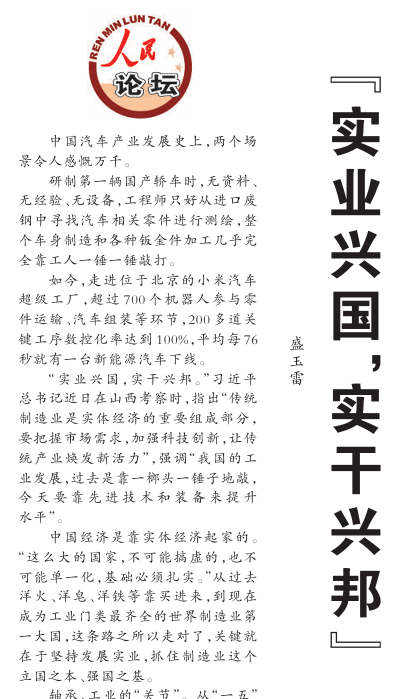 REN MIN LUN TAN
人民
论坛
『实业兴国，实干兴邦』
盛玉雷
中国汽车产业发展史上，两个场
景令人感慨万千。
研制第一辆国产轿车时，无资料、
无经验、无设备，工程师只好从进口废
钢中寻找汽车相关零件进行测绘，整
个车身制造和各种钣金件加工几乎完
全靠工人一锤一锤敲打。
如今，走进位于北京的小米汽车
超级工厂，超过700个机器人参与零
件运输、汽车组装等环节，200多道关
键工序数控化率达到100%，平均每76
秒就有一台新能源汽车下线。
“实业兴国，实干兴邦。”习近平
总书记近日在山西考察时，指出“传统
制造业是实体经济的重要组成部分，
要把握市场需求，加强科技创新，让传
统产业焕发新活力”，强调“我国的工
业发展，过去是靠一榔头一锤子地敲，
今天要靠先进技术和装备来提升
水平”。
中国经济是靠实体经济起家的。
“这么大的国家，不可能搞虚的，也不
可能单一化，基础必须扎实。”从过去
洋火、洋皂、洋铁等靠买进来，到现在
成为工业门类最齐全的世界制造业第
一大国，这条路之所以走对了，关键就
在于坚持发展实业，抓住制造业这个
立国之本、强国之基。
轴承，工业的“关节”。从“一五”